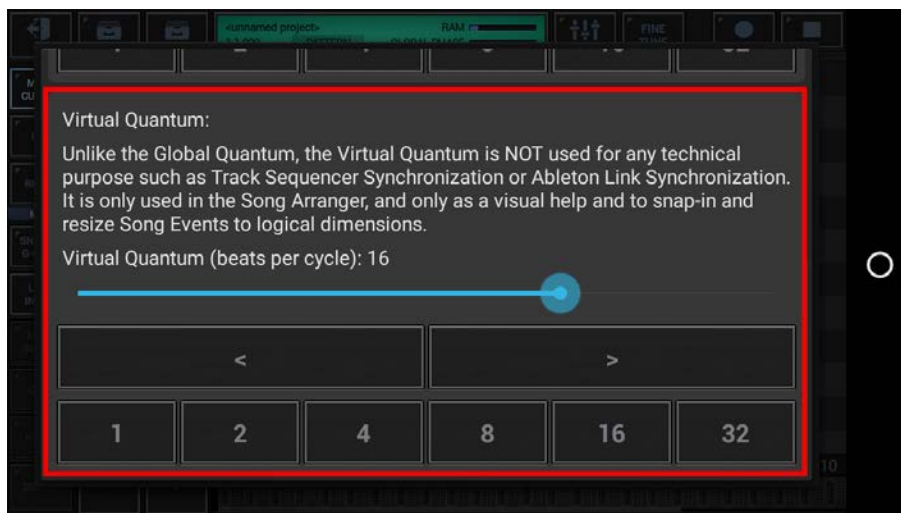 <unnamed project>
RAM
FINE
TUNE
Virtual Quantum:
Unlike the Global Quantum, the Virtual Quantum is NOT used for any technical
purpose such as Track Sequencer Synchronization or Ableton Link Synchronization.
It is only used in the Song Arranger, and only as a visual help and to snap-in and
resize Song Events to logical dimensions.
Virtual Quantum (beats per cycle): 16
< >
1 2 4 8 16 32
10